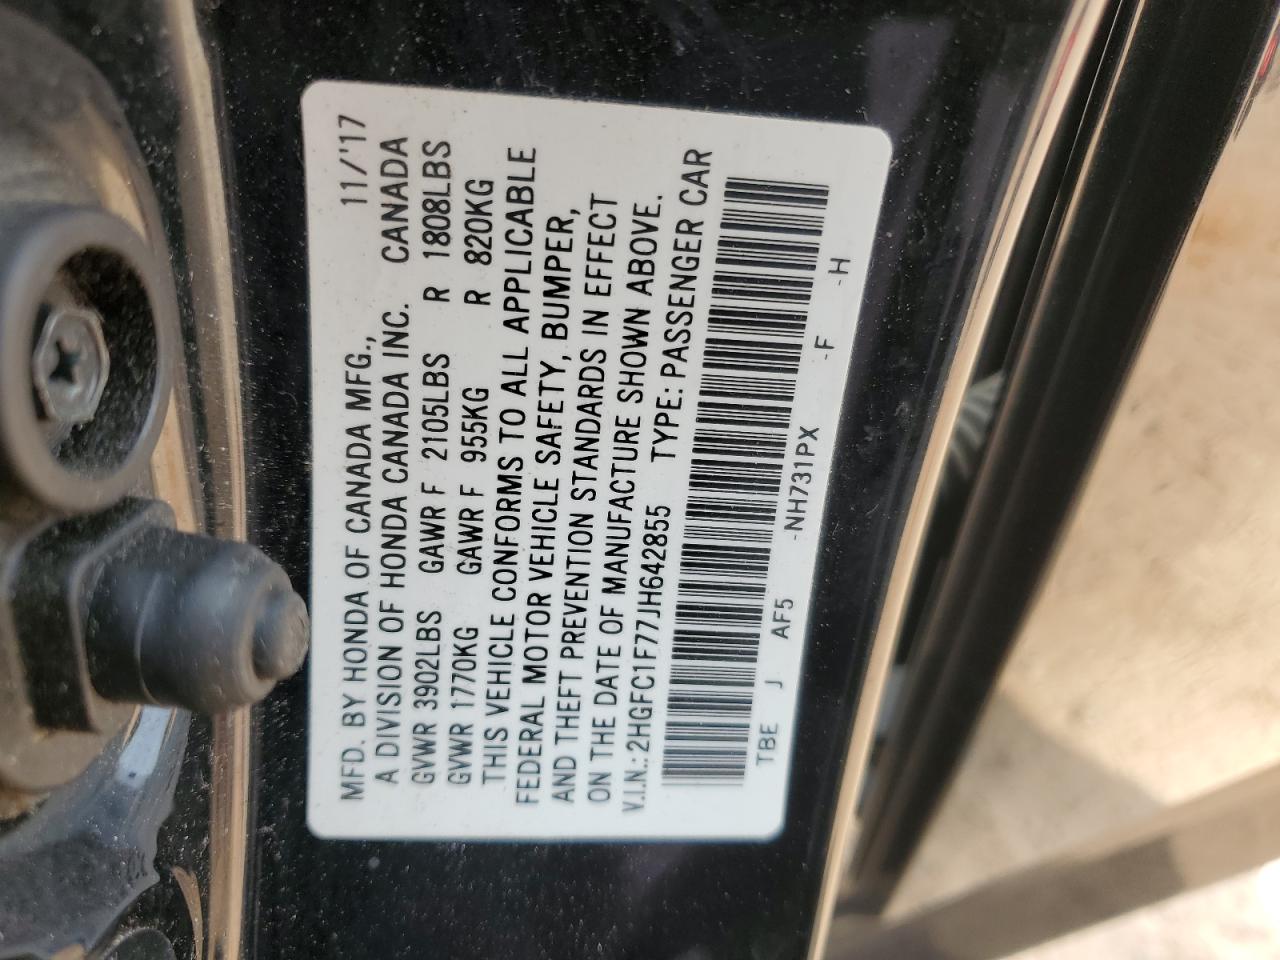 MFD. BY HONDA OF CANADA MFG., 11/'17
A DIVISION OF HONDA CANADA INC. CANADA
GVWR 3902LBS GAWR F 2105LBS R 1808LBS
GVWR 1770KG GAWR F 955KG R 820KG
THIS VEHICLE CONFORMS TO ALL APPLICABLE
FEDERAL MOTOR VEHICLE SAFETY, BUMPER,
AND THEFT PREVENTION STANDARDS IN EFFECT
ON THE DATE OF MANUFACTURE SHOWN ABOVE.
V.I.N.: 2HGFC1F77JH642855 TYPE: PASSENGER CAR
TBE J AF5 -NH731PX -F -H